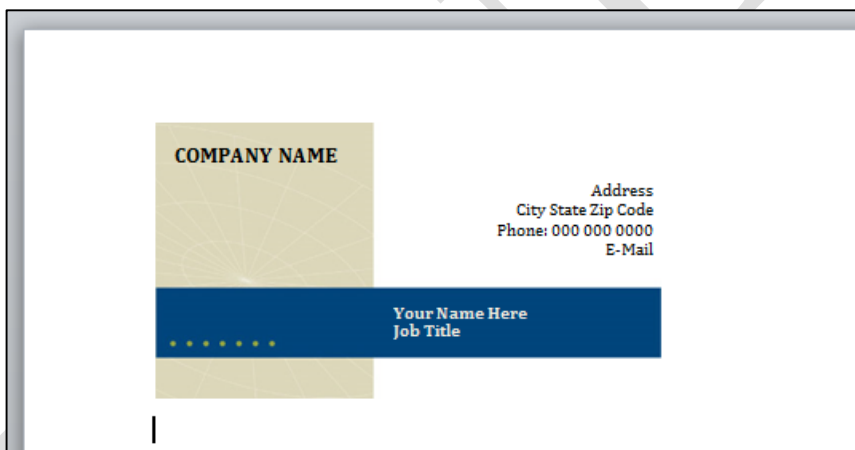 COMPANY NAME
Address
City State Zip Code
Phone: 000 000 0000
E-Mail
Your Name Here
Job Title